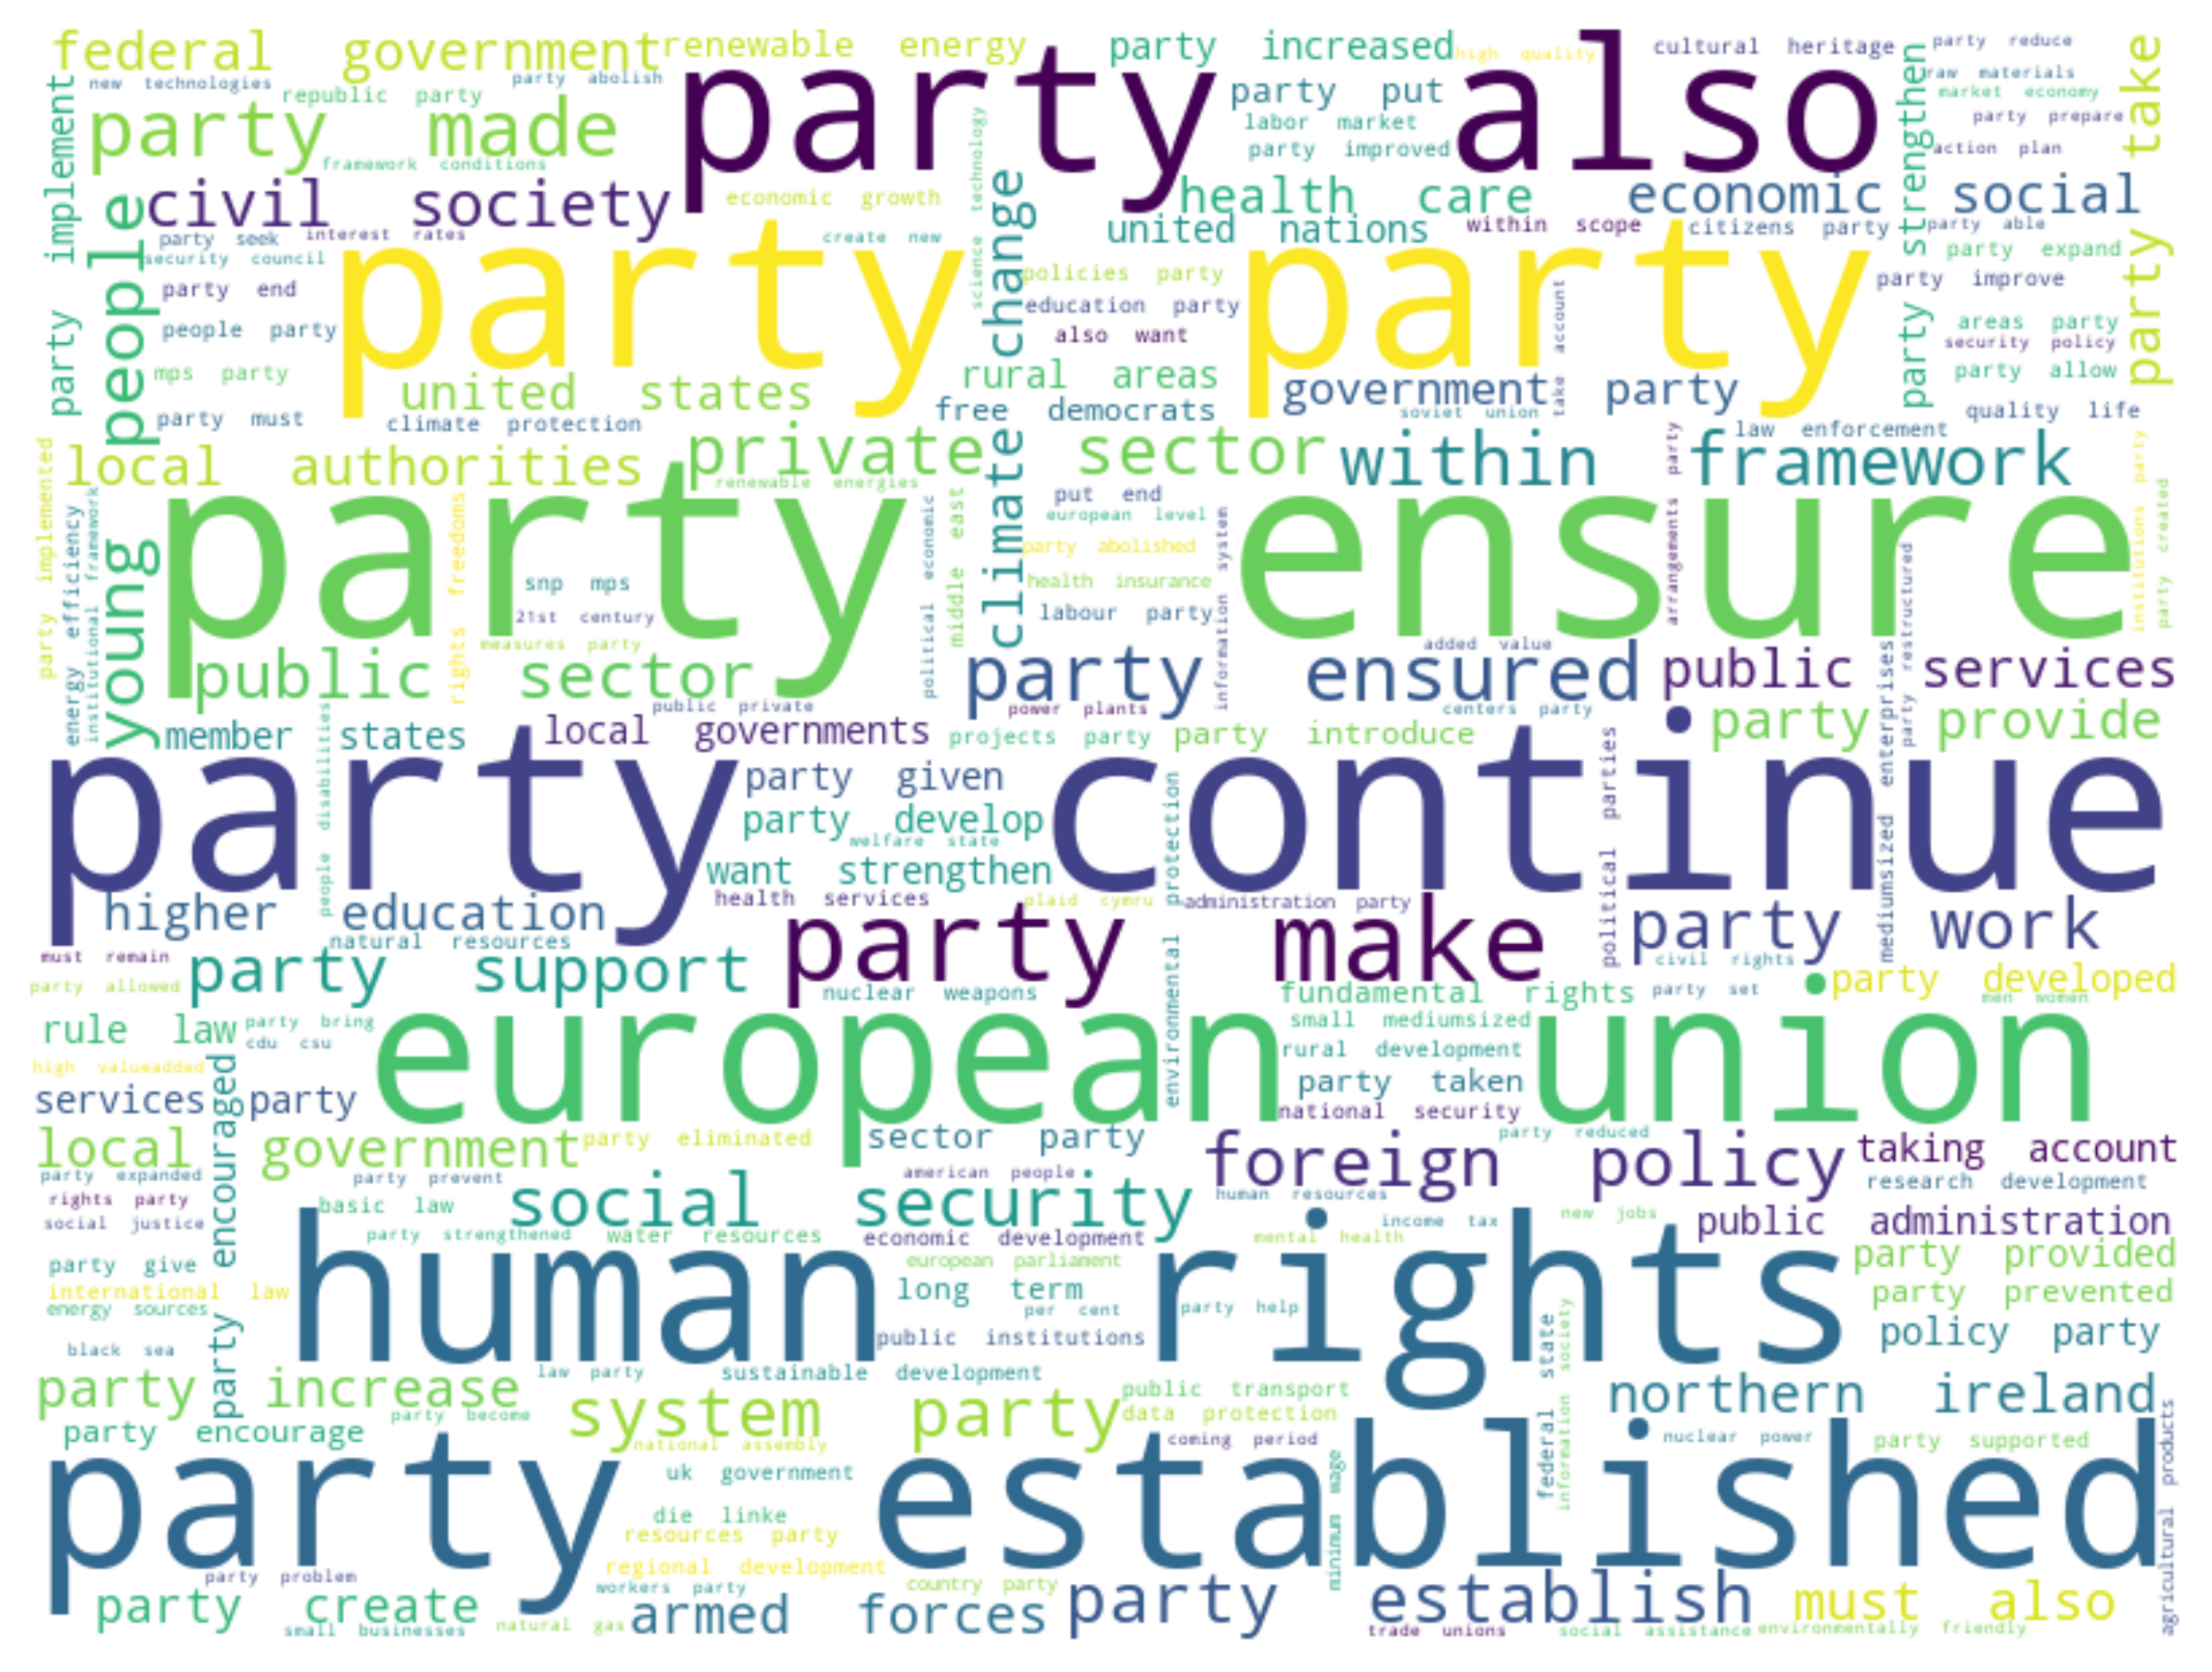 federal government
renewable energy
party increased
high quality
cultural heritage
party reduce
party also
new technologies
party abolish
republic party
raw materials
market economy
party put
party made
labor market
party prepare
party improved
action plan
framework conditions
party implement
young people
science technology
climate change
party strengthen
party take
civil society
economic growth
health care
economic social
party party
party seek
interest rates
create new
united nations
within scope
citizens party
party able
security council
party expand
policies party
party improve
party end
education party
take account
people party
also want
areas party
security policy
mps party
rural areas
party allow
united states
government party
free democrats
soviet union
quality life
party must
climate protection
law enforcement
local authorities
private sector
within framework
renewable energies
party ensure
party implemented
energy efficiency
institutional framework
rights freedoms
political economic
middle east
put end
european level
information system
arrangements party
institutions party
party created
party abolished
party restructured
snp mps
health insurance
21st century
labour party
measures party
added value
public sector
party ensured
public services
public private
power plants
centers party
member states
local governments
projects party
party introduce
party provide
party continue
people disabilities
party given
environmental protection
political parties
mediumsized enterprises
party develop
welfare state
want strengthen
health services
plaid cymru
administration party
higher education
party make
party work
natural resources
must remain
civil rights
party support
party allowed
nuclear weapons
fundamental rights
party set
party developed
men women
european union
rule law
party bring
cdu csu
small mediumsized
rural development
high valueadded
party encouraged
services party
party taken
national security
local government
party eliminated
sector party
party reduced
foreign policy
taking account
party expanded
party prevent
american people
research development
rights party
social security
human resources
basic law
social justice
income tax
new jobs
public administration
party strengthened
water resources
economic development
mental health
human rights
party give
european parliament
party provided
international law
energy sources
long term
per cent
party help
party prevented
public institutions
policy party
black sea
federal state
information society
law party
sustainable development
party increase
public transport
northern ireland
system party
data protection
party become
party encourage
national assembly
coming period
nuclear power
party supported
agricultural products
party established
uk government
minimum wage
die linke
resources party
regional development
party problem
workers party
country party
party create
armed forces
party establish
must also
small businesses
natural gas
trade unions
social assistance
environmentally friendly